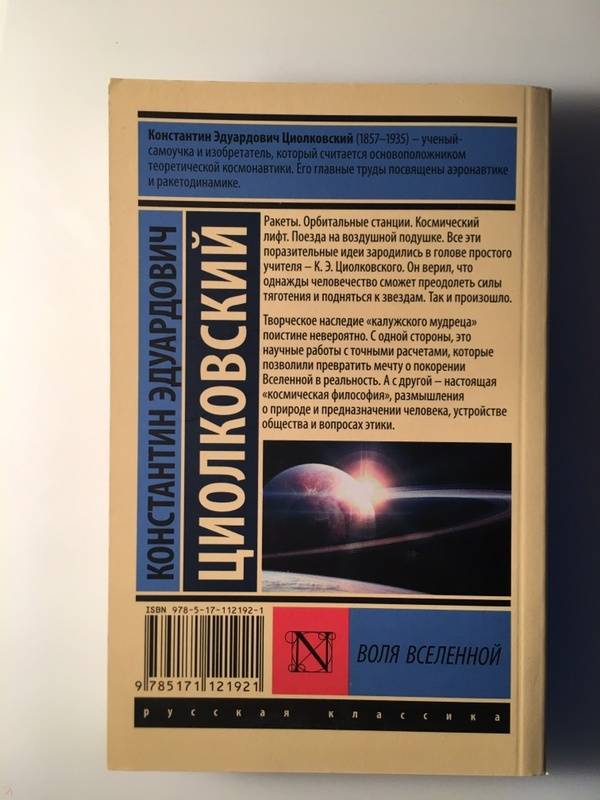 Константин Эдуардович Циолковский (1857–1935) – ученый-
самоучка и изобретатель, который считается основоположником
теоретической космонавтики. Его главные труды посвящены аэронавтике
и ракетодинамике.
КОНСТАНТИН ЭДУАРДОВИЧ
ЦИОЛКОВСКИЙ
Ракеты. Орбитальные станции. Космический
лифт. Поезда на воздушной подушке. Все эти
поразительные идеи зародились в голове простого
учителя – К. Э. Циолковского. Он верил, что
однажды человечество сможет преодолеть силы
тяготения и подняться к звездам. Так и произошло.
Творческое наследие «калужского мудреца»
поистине невероятно. С одной стороны, это
научные работы с точными расчетами, которые
позволили превратить мечту о покорении
Вселенной в реальность. А с другой – настоящая
«космическая философия», размышления
о природе и предназначении человека, устройстве
общества и вопросах этики.
ISBN 978-5-17-112192-1
9 785171 121921
N
ВОЛЯ ВСЕЛЕННОЙ
русская классика